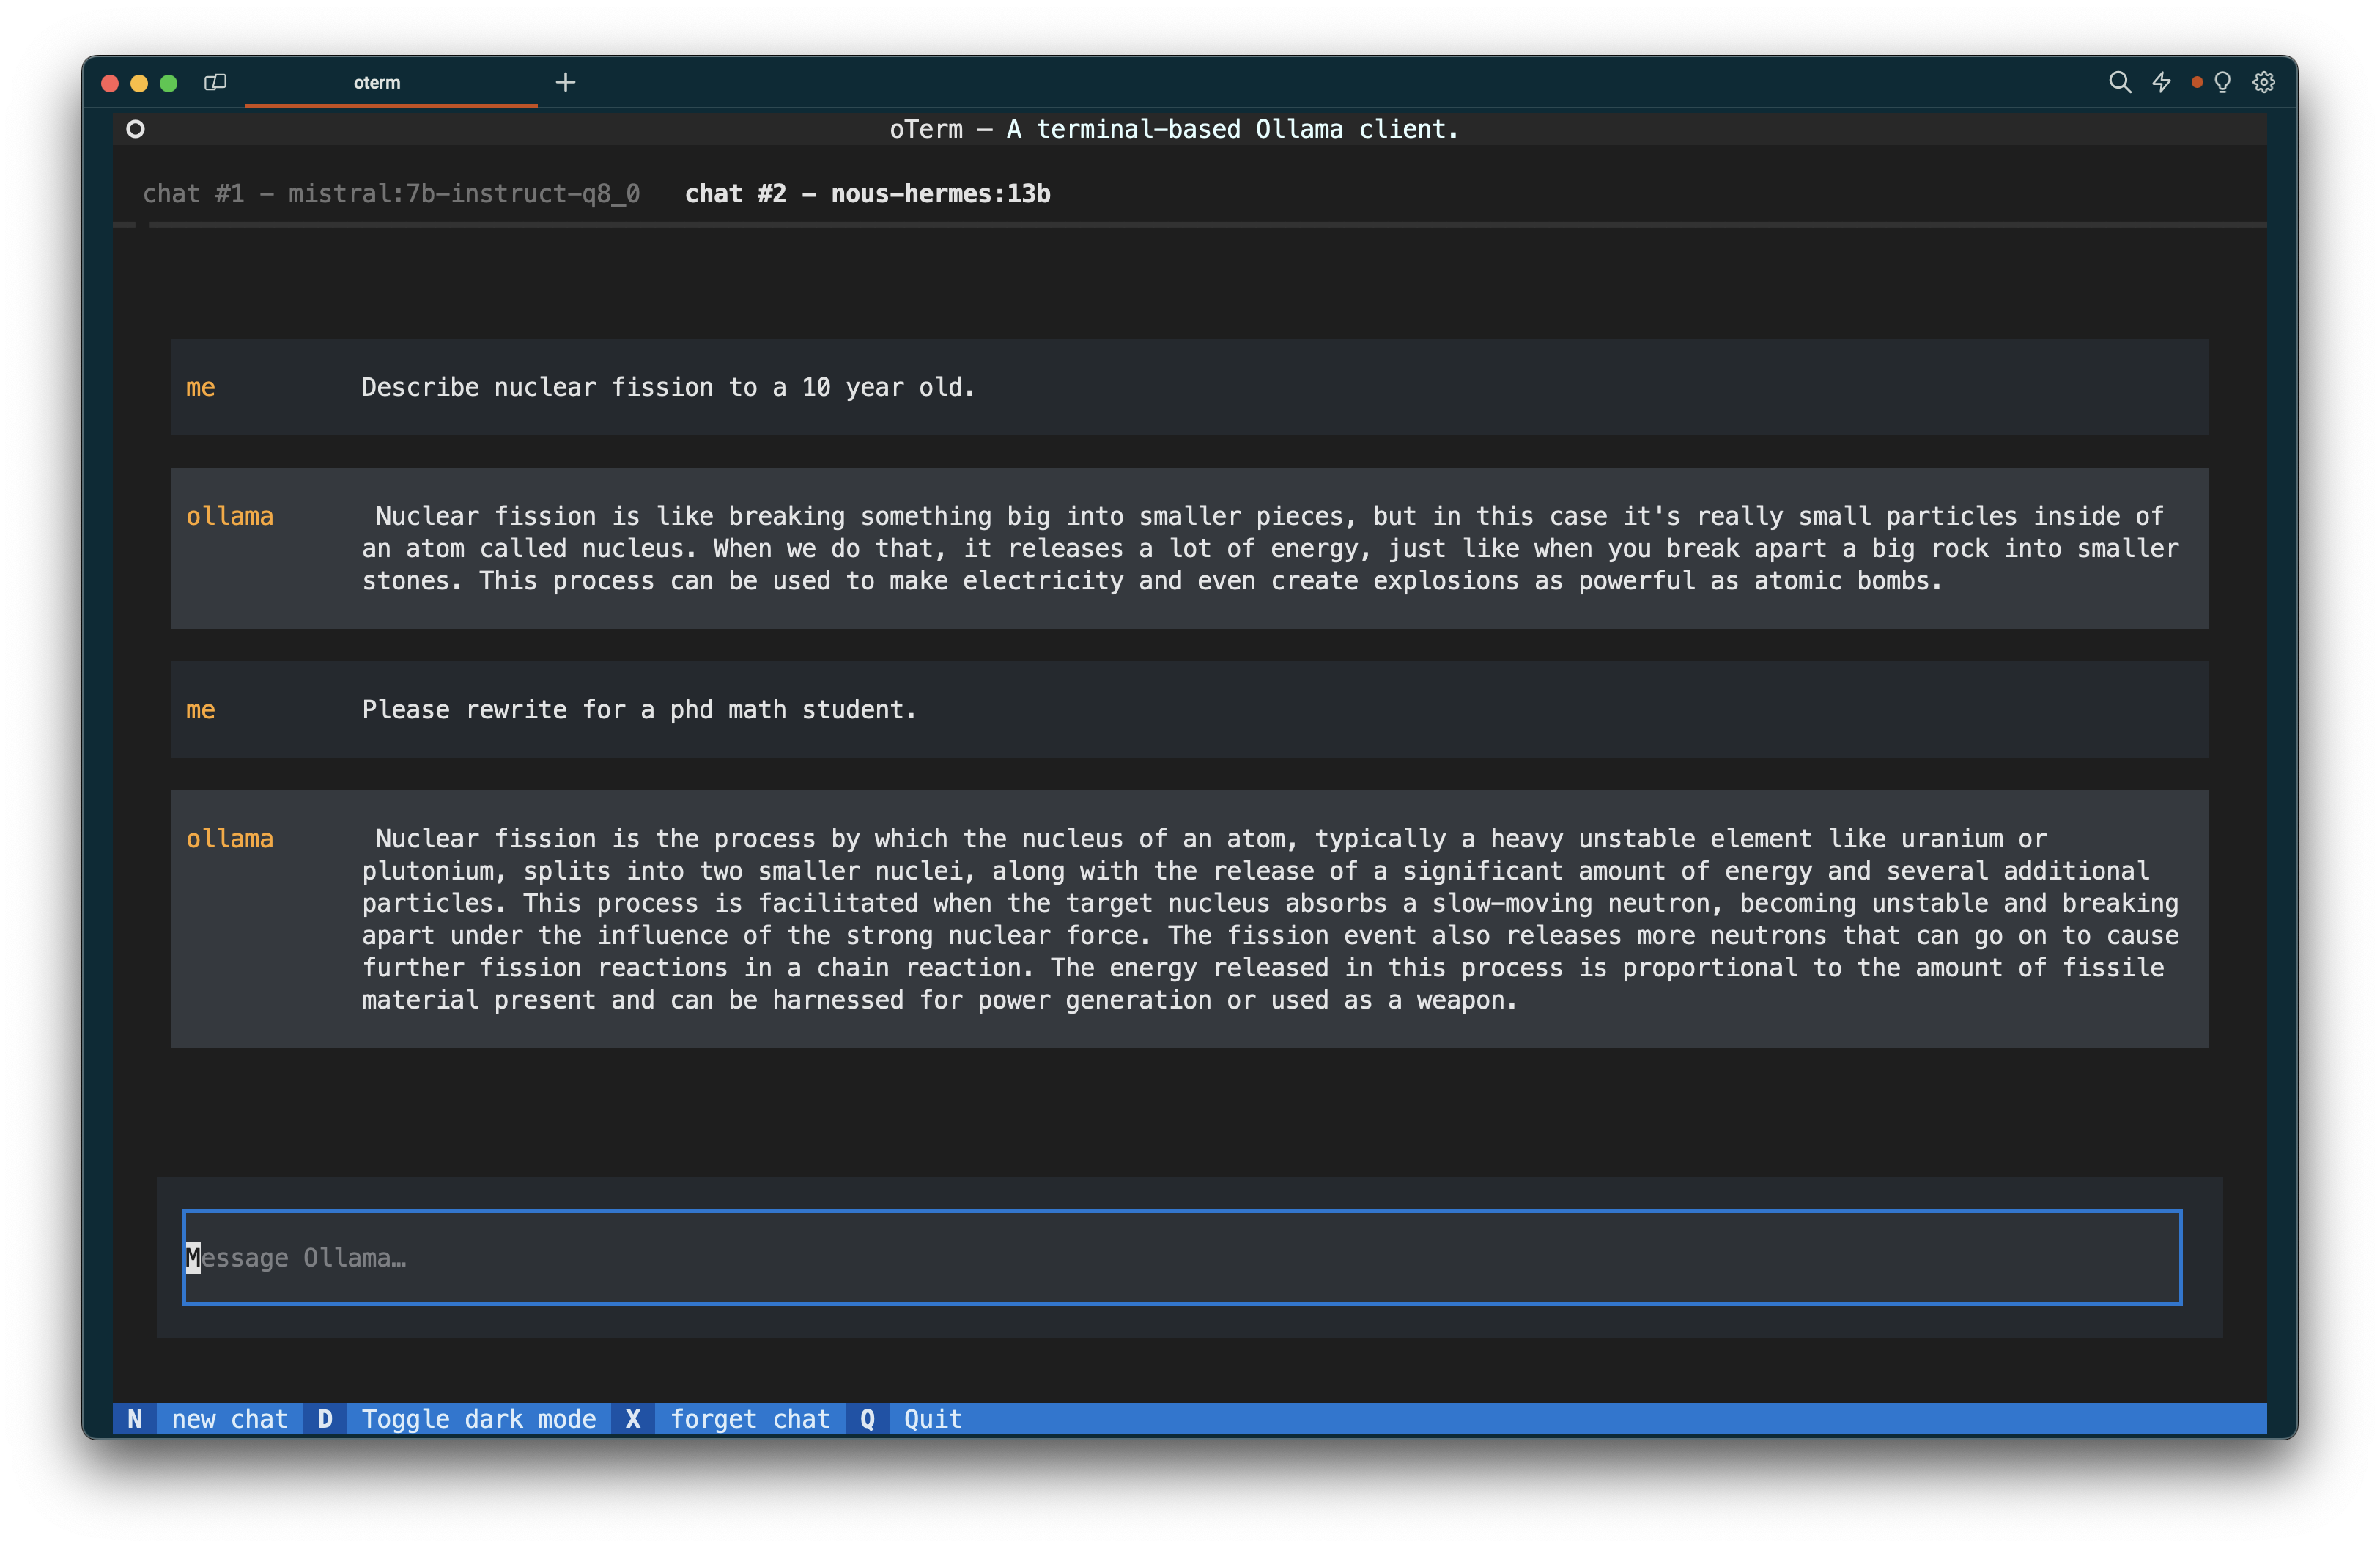 oterm
oTerm — A terminal-based Ollama client.
chat #1 - mistral:7b-instruct-q8_0 chat #2 - nous-hermes:13b
me Describe nuclear fission to a 10 year old.
ollama Nuclear fission is like breaking something big into smaller pieces, but in this case it's really small particles inside of
an atom called nucleus. When we do that, it releases a lot of energy, just like when you break apart a big rock into smaller
stones. This process can be used to make electricity and even create explosions as powerful as atomic bombs.
me Please rewrite for a phd math student.
ollama Nuclear fission is the process by which the nucleus of an atom, typically a heavy unstable element like uranium or
plutonium, splits into two smaller nuclei, along with the release of a significant amount of energy and several additional
particles. This process is facilitated when the target nucleus absorbs a slow-moving neutron, becoming unstable and breaking
apart under the influence of the strong nuclear force. The fission event also releases more neutrons that can go on to cause
further fission reactions in a chain reaction. The energy released in this process is proportional to the amount of fissile
material present and can be harnessed for power generation or used as a weapon.
Message Ollama…
N new chat D Toggle dark mode X forget chat Q Quit